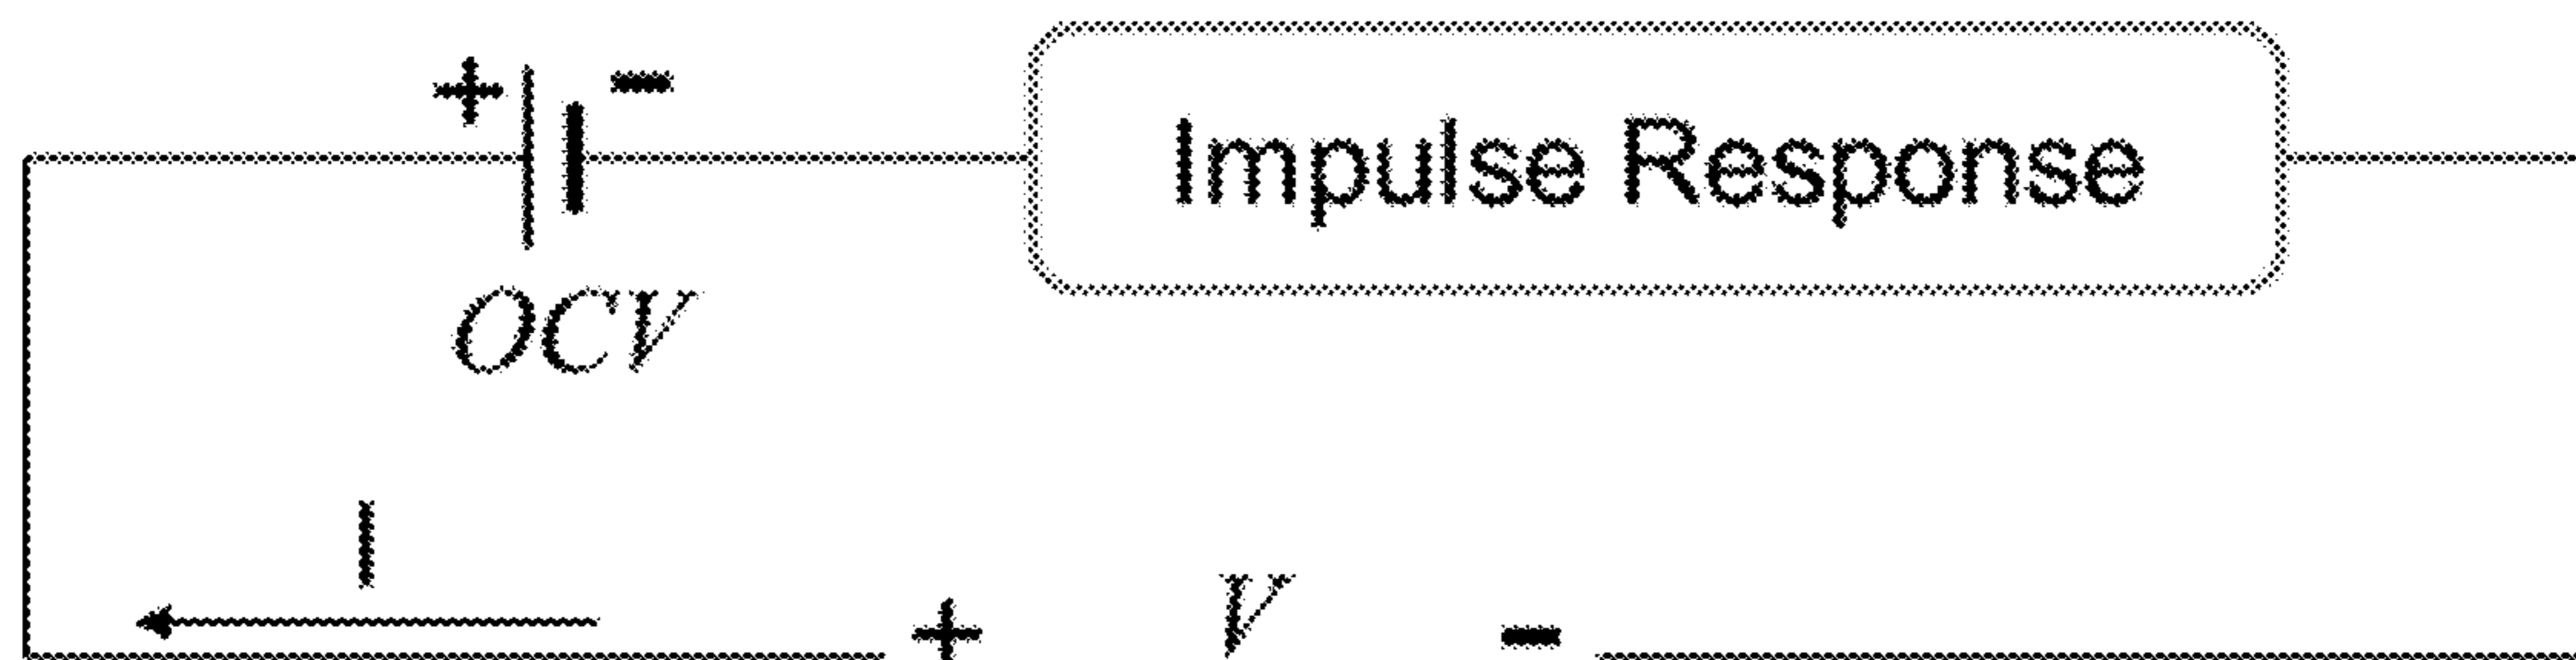 + -
Impulse Response
OCV
I
+ V -